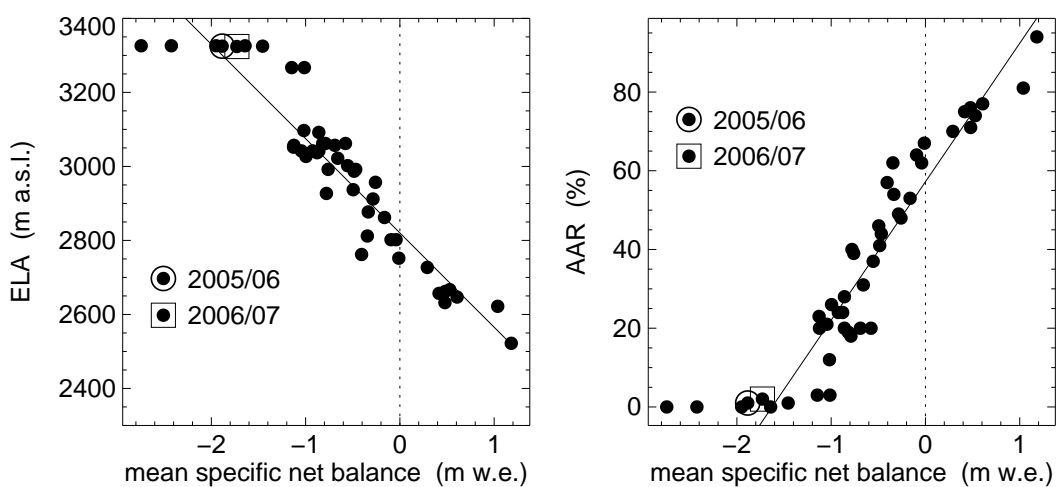 3400
3200
3000
2800
2600
2400
ELA (m a.s.l.)
2005/06
2006/07
−2 −1 0 1
mean specific net balance (m w.e.)
80
60
40
20
0
AAR (%)
2005/06
2006/07
−2 −1 0 1
mean specific net balance (m w.e.)